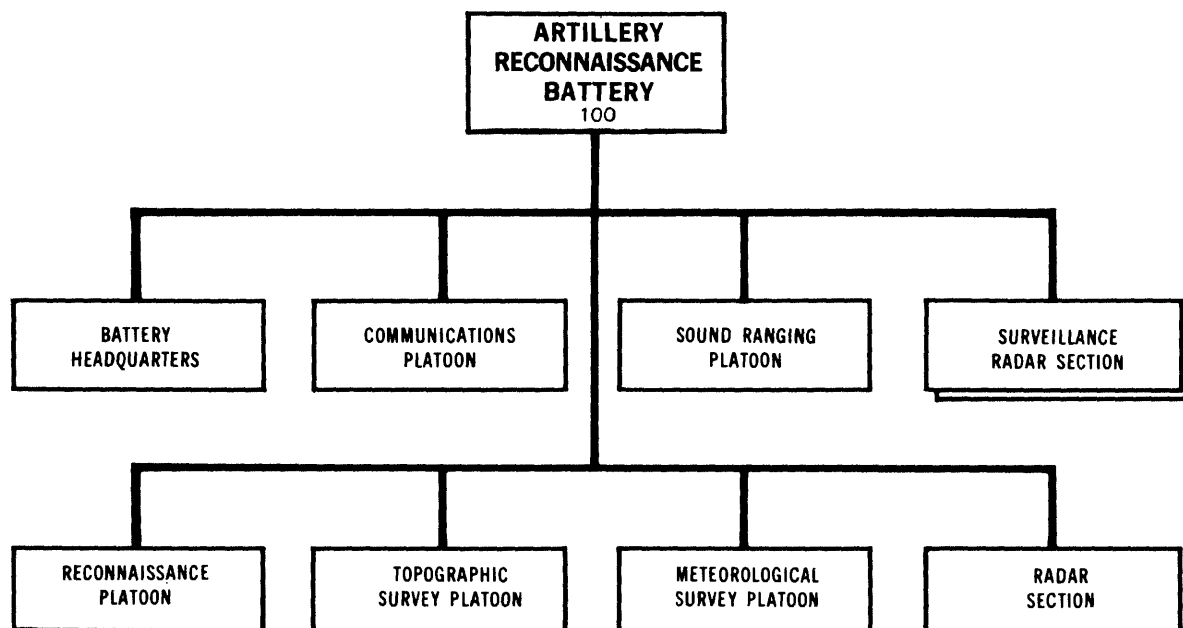 ARTILLERY
RECONNAISSANCE
BATTERY
100
BATTERY
HEADQUARTERS
COMMUNICATIONS
PLATOON
SOUND RANGING
PLATOON
SURVEILLANCE
RADAR SECTION
RECONNAISSANCE
PLATOON
TOPOGRAPHIC
SURVEY PLATOON
METEOROLOGICAL
SURVEY PLATOON
RADAR
SECTION